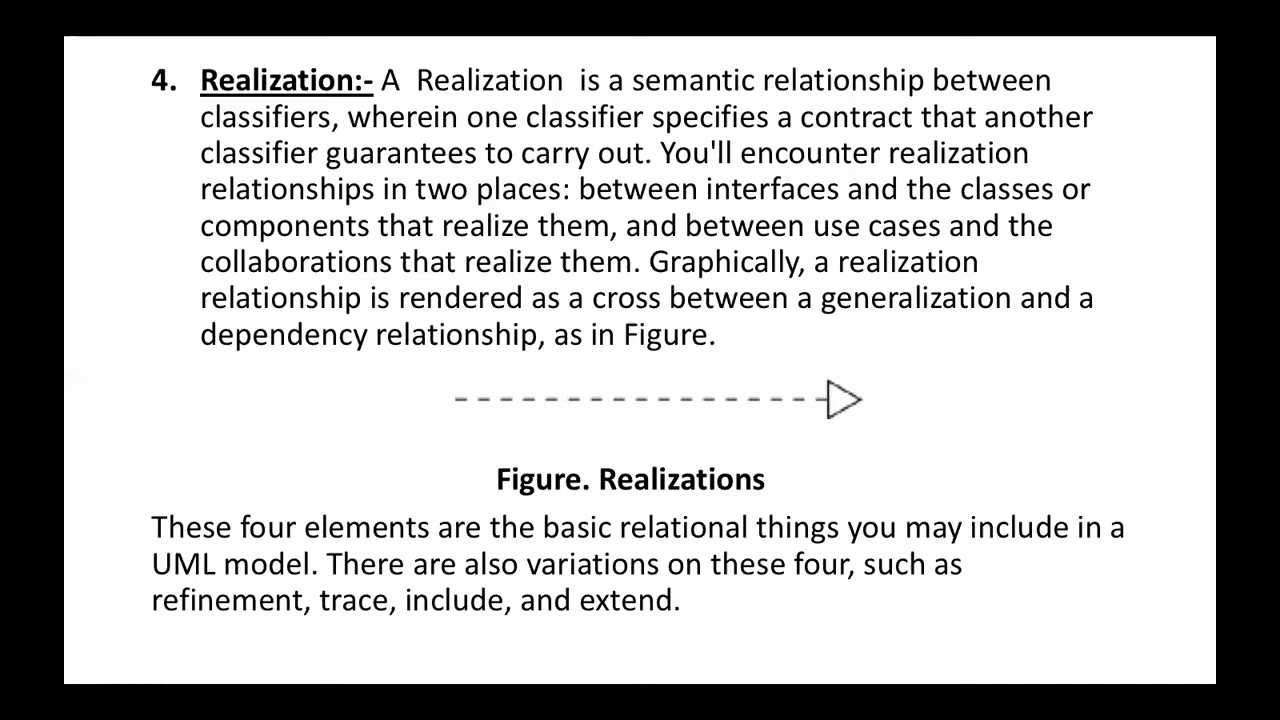 4. Realization:- A Realization is a semantic relationship between
classifiers, wherein one classifier specifies a contract that another
classifier guarantees to carry out. You'll encounter realization
relationships in two places: between interfaces and the classes or
components that realize them, and between use cases and the
collaborations that realize them. Graphically, a realization
relationship is rendered as a cross between a generalization and a
dependency relationship, as in Figure.
Figure. Realizations
These four elements are the basic relational things you may include in a
UML model. There are also variations on these four, such as
refinement, trace, include, and extend.